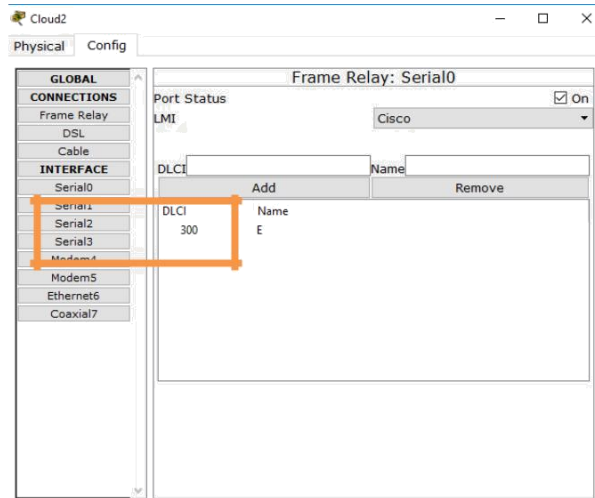 Cloud2
Physical Config
GLOBAL
CONNECTIONS
Frame Relay
DSL
Cable
INTERFACE
Serial0
Serial1
Serial2
Serial3
Modem4
Modem5
Ethernet6
Coaxial7
Frame Relay: Serial0
Port Status On
LMI Cisco
DLCI Name
Add Remove
DLCI Name
300 E